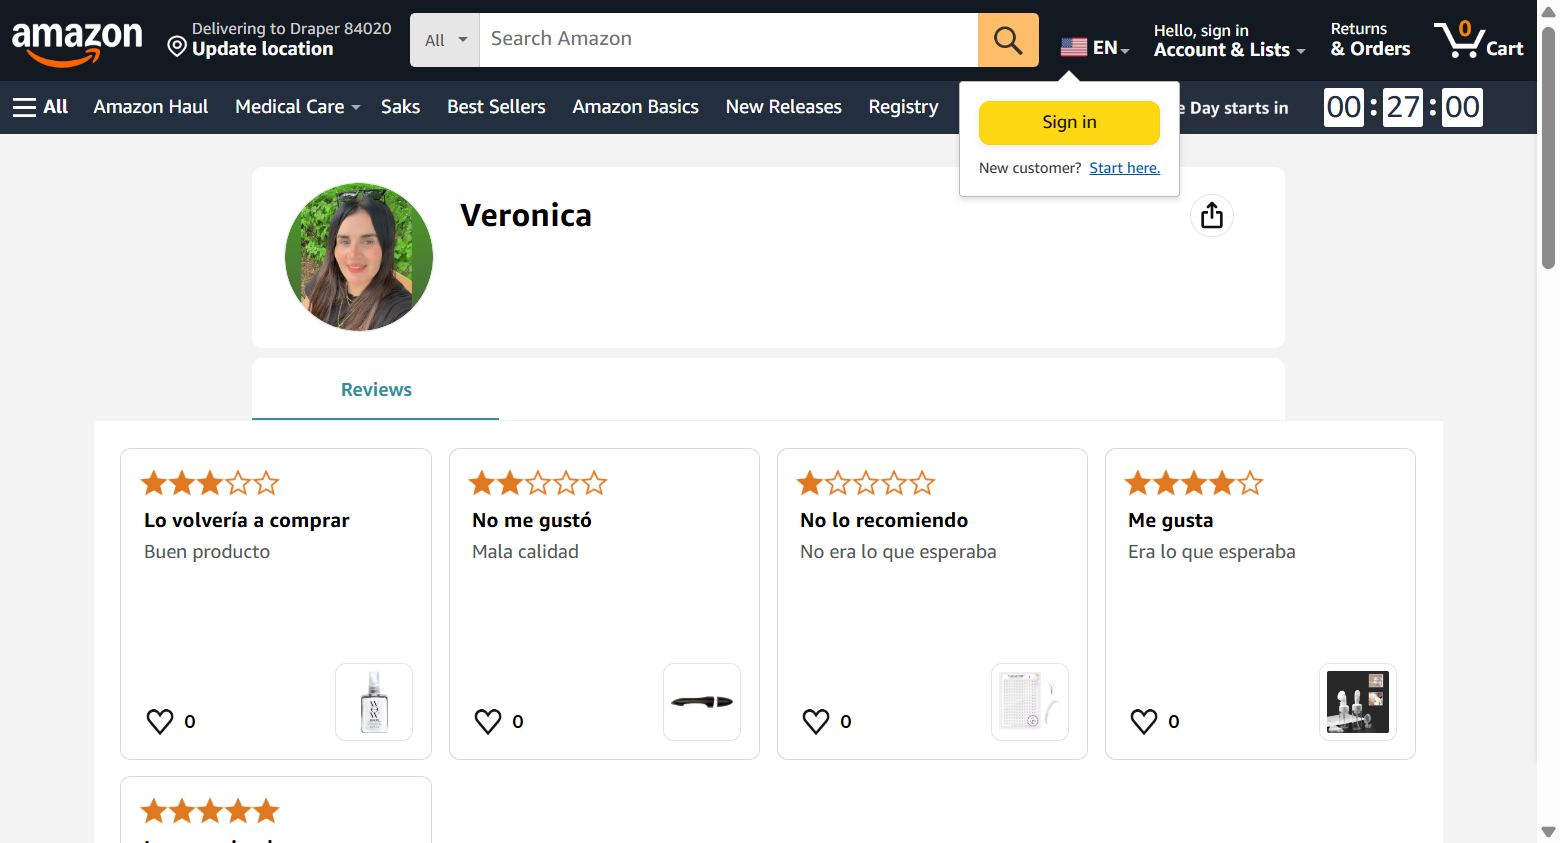 amazon
Delivering to Draper 84020
Update location
All
Search Amazon
EN
Hello, sign in
Account & Lists
Returns
& Orders
0
Cart
All
Amazon Haul
Medical Care
Saks
Best Sellers
Amazon Basics
New Releases
Registry
e Day starts in
00 : 27 : 00
Sign in
New customer? Start here.
Veronica
Reviews
Lo volvería a comprar
Buen producto
0
WOW
No me gustó
Mala calidad
0
No lo recomiendo
No era lo que esperaba
0
Me gusta
Era lo que esperaba
0